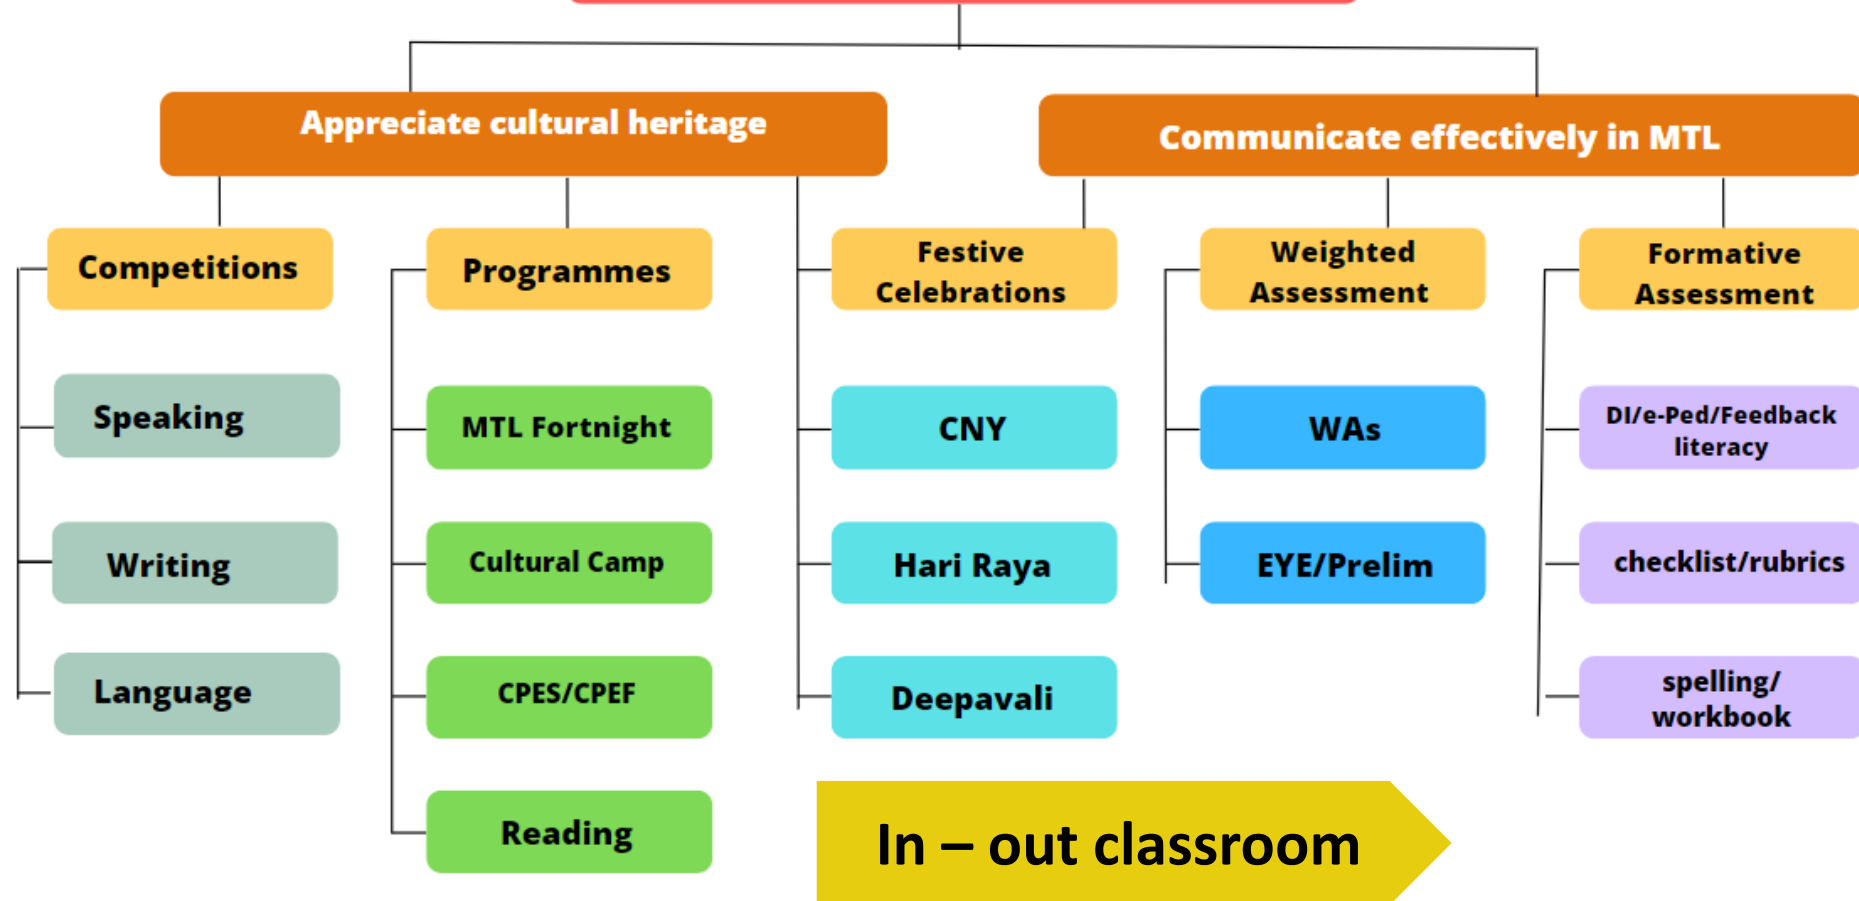 Appreciate cultural heritage
Communicate effectively in MTL
Competitions
Speaking
Writing
Language
Programmes
MTL Fortnight
Cultural Camp
CPES/CPEF
Reading
Festive
Celebrations
CNY
Hari Raya
Deepavali
Weighted
Assessment
WAs
EYE/Prelim
Formative
Assessment
DI/e-Ped/Feedback
literacy
checklist/rubrics
spelling/
workbook
In – out classroom